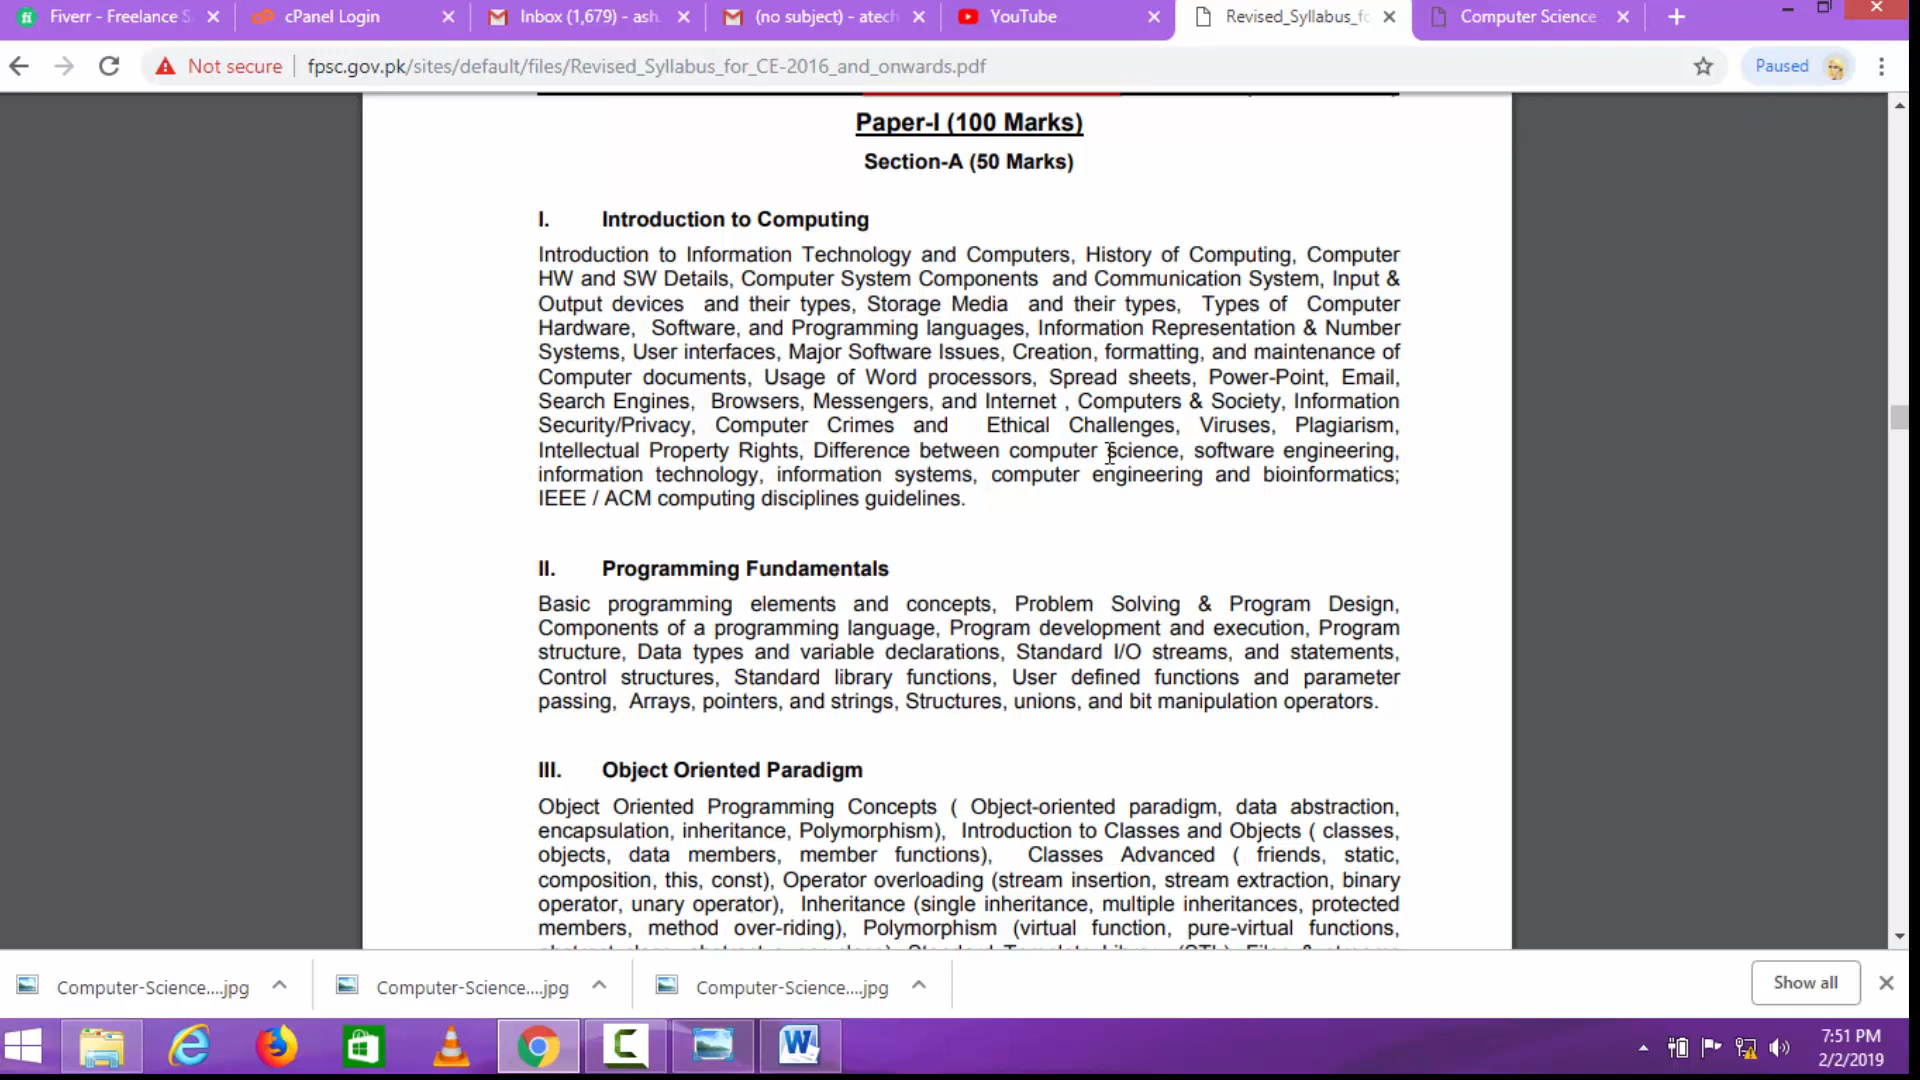 Fiverr - Freelance S
cPanel Login
Inbox (1,679) - ash
(no subject) - atech
YouTube
Revised_Syllabus_fo
Computer Science
Not secure
fpsc.gov.pk/sites/default/files/Revised_Syllabus_for_CE-2016_and_onwards.pdf
Paused
Paper-I (100 Marks)
Section-A (50 Marks)
I. Introduction to Computing
Introduction to Information Technology and Computers, History of Computing, Computer
HW and SW Details, Computer System Components and Communication System, Input &
Output devices and their types, Storage Media and their types, Types of Computer
Hardware, Software, and Programming languages, Information Representation & Number
Systems, User interfaces, Major Software Issues, Creation, formatting, and maintenance of
Computer documents, Usage of Word processors, Spread sheets, Power-Point, Email,
Search Engines, Browsers, Messengers, and Internet , Computers & Society, Information
Security/Privacy, Computer Crimes and Ethical Challenges, Viruses, Plagiarism,
Intellectual Property Rights, Difference between computer science, software engineering,
information technology, information systems, computer engineering and bioinformatics;
IEEE / ACM computing disciplines guidelines.
II. Programming Fundamentals
Basic programming elements and concepts, Problem Solving & Program Design,
Components of a programming language, Program development and execution, Program
structure, Data types and variable declarations, Standard I/O streams, and statements,
Control structures, Standard library functions, User defined functions and parameter
passing, Arrays, pointers, and strings, Structures, unions, and bit manipulation operators.
III. Object Oriented Paradigm
Object Oriented Programming Concepts ( Object-oriented paradigm, data abstraction,
encapsulation, inheritance, Polymorphism), Introduction to Classes and Objects ( classes,
objects, data members, member functions), Classes Advanced ( friends, static,
composition, this, const), Operator overloading (stream insertion, stream extraction, binary
operator, unary operator), Inheritance (single inheritance, multiple inheritances, protected
members, method over-riding), Polymorphism (virtual function, pure-virtual functions,
Computer-Science....jpg
Computer-Science....jpg
Computer-Science....jpg
Show all
7:51 PM
2/2/2019